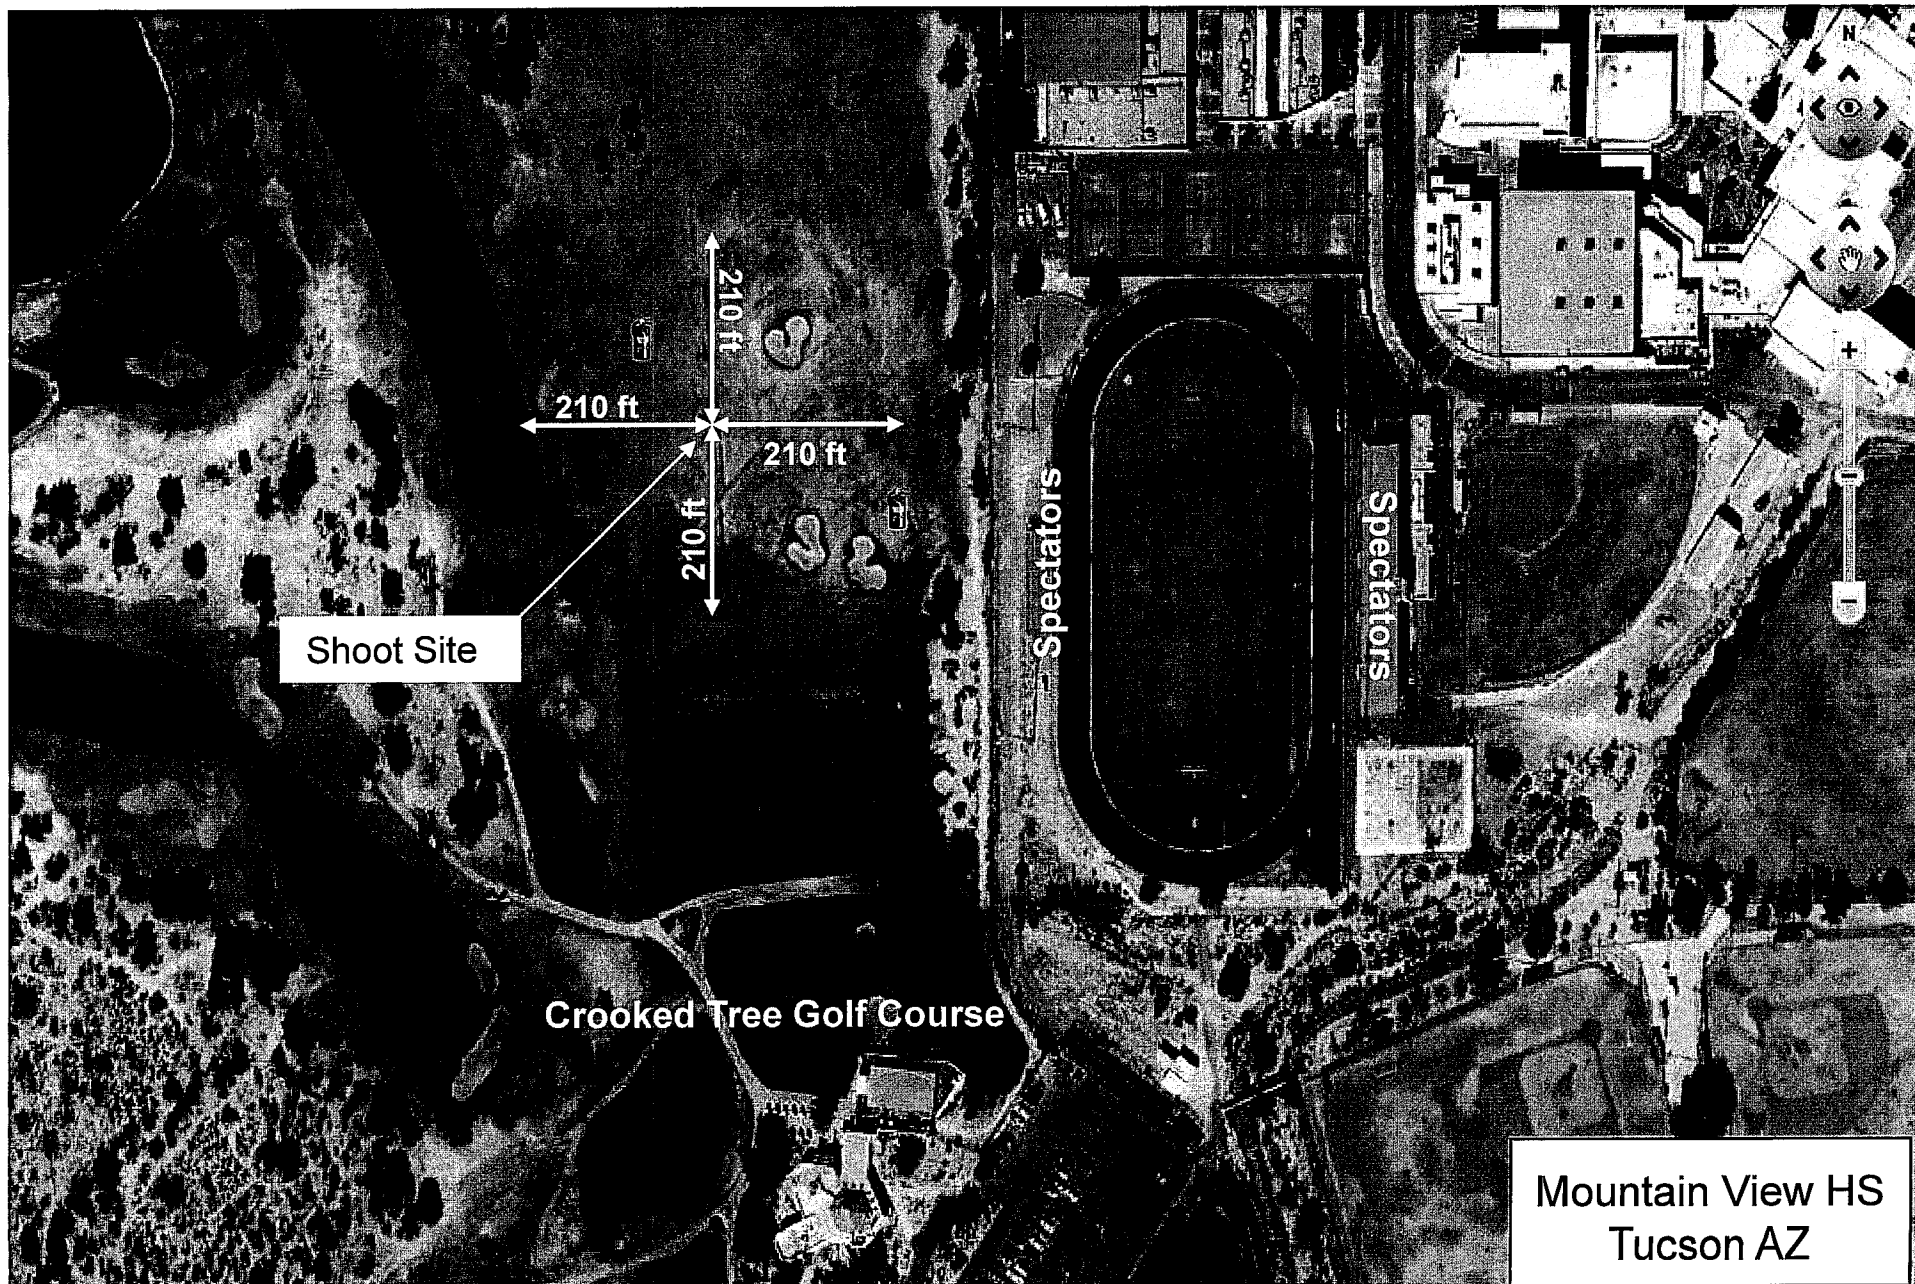 N
210 ft
210 ft
210 ft
210 ft
Spectators
Spectators
Shoot Site
Crooked Tree Golf Course
Mountain View HS
Tucson AZ